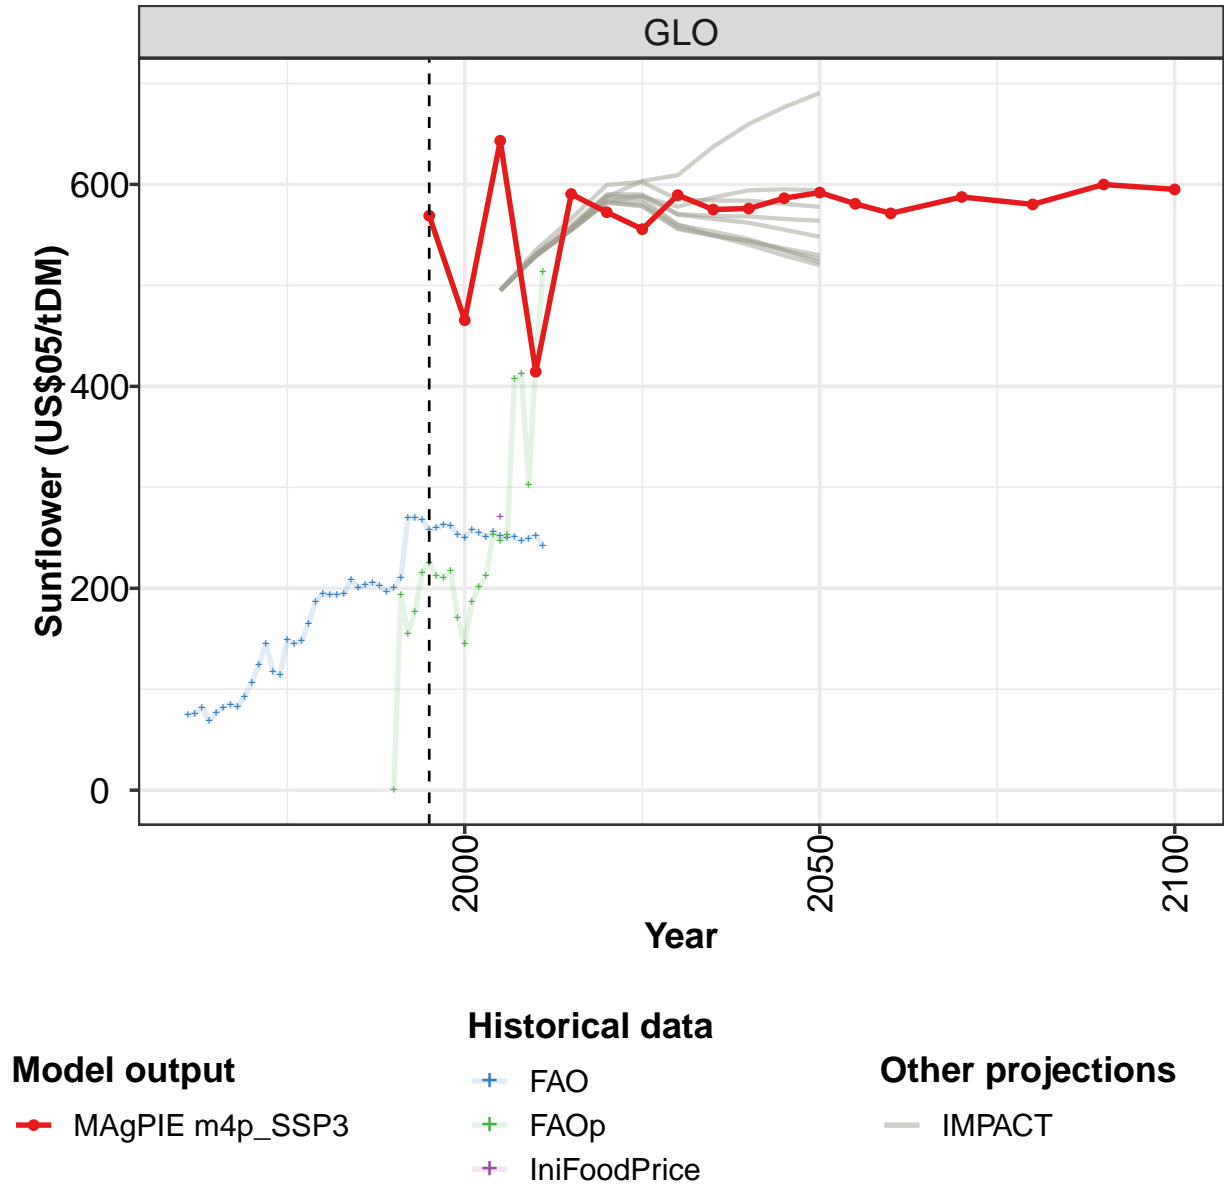 GLO
600
400
200
0
Sunflower (US$05/tDM)
2000
2050
2100
Year
Model output
MAgPIE m4p_SSP3
Historical data
FAO
FAOp
IniFoodPrice
Other projections
IMPACT